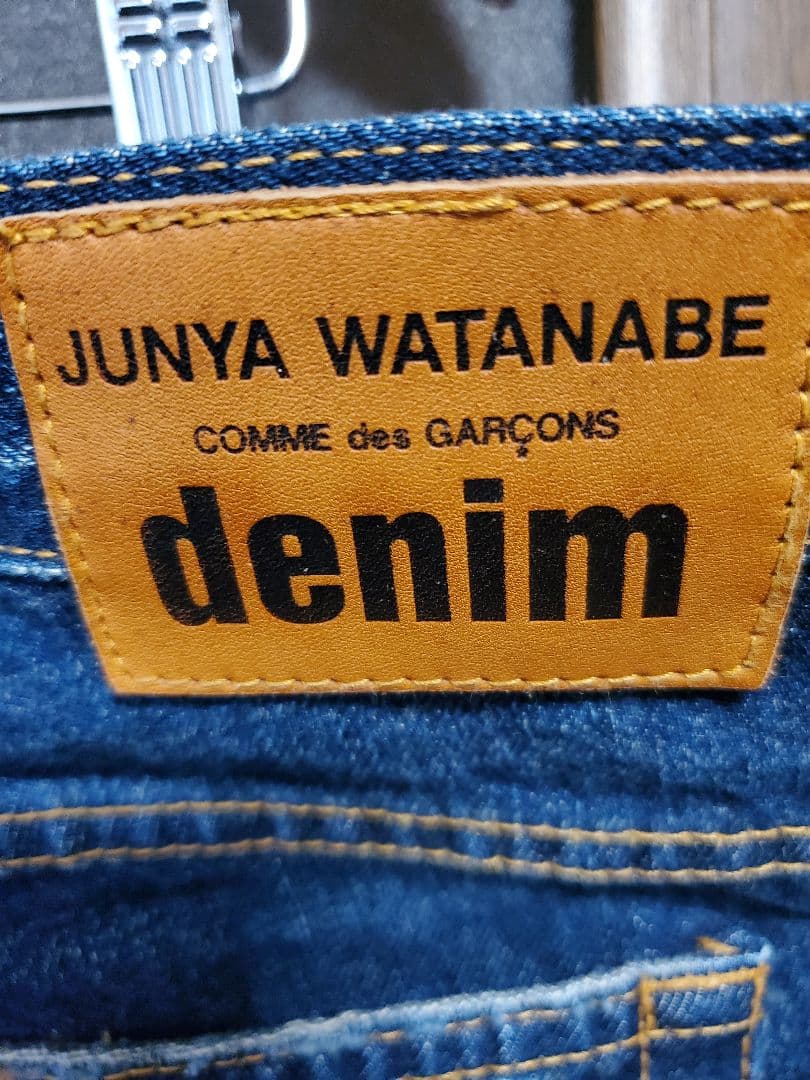 JUNYA WATANABE
COMME des GARÇONS
denim